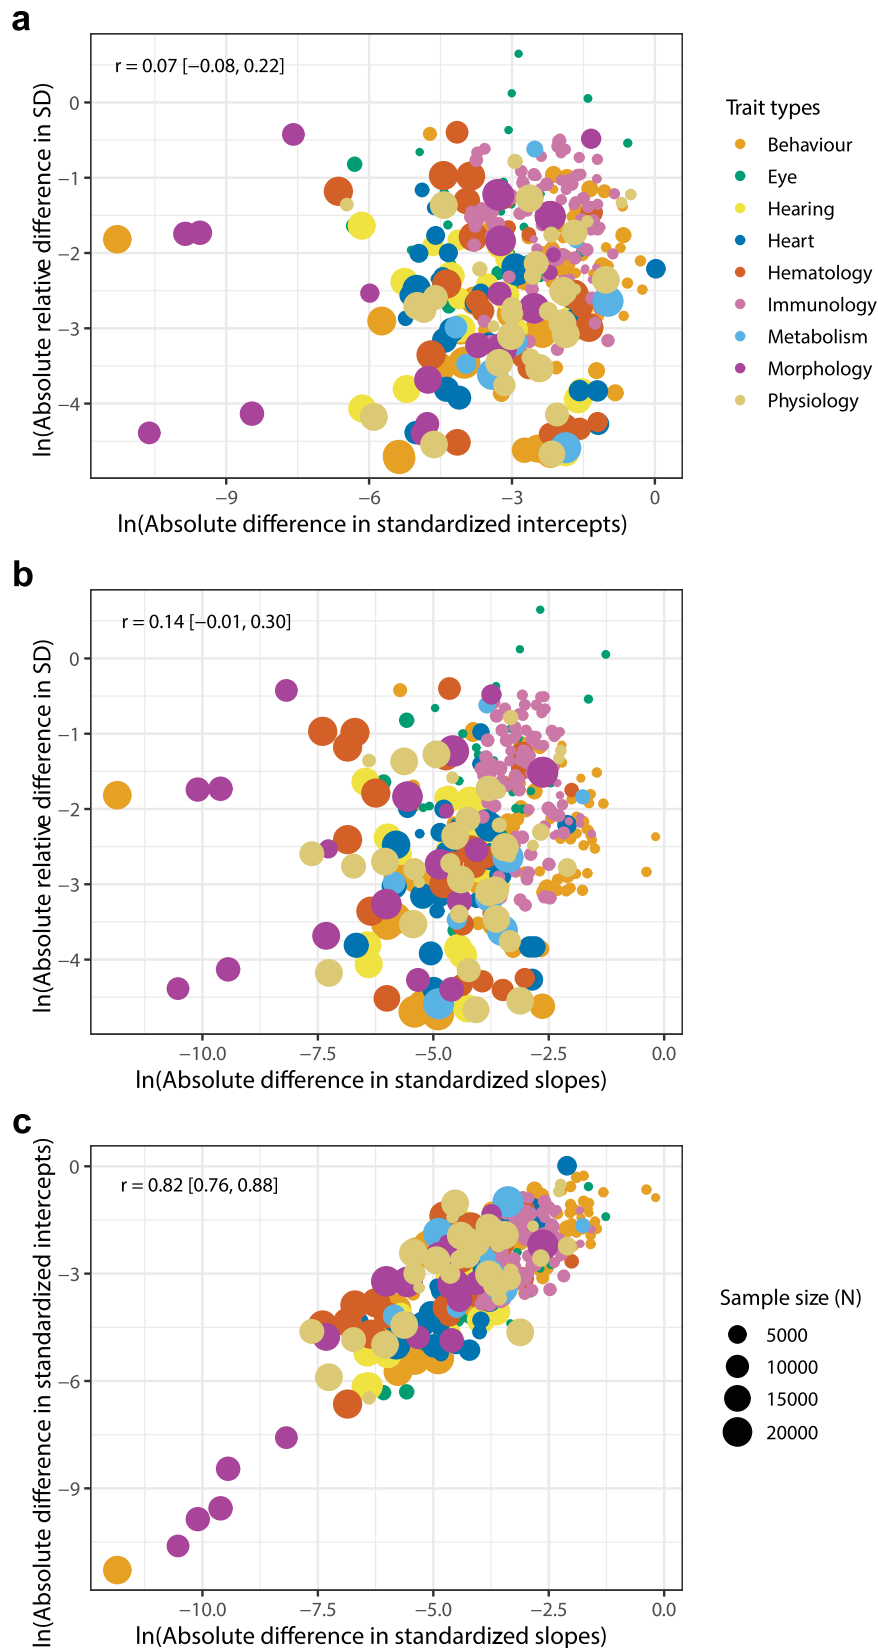 a
r = 0.07 [−0.08, 0.22]
ln(Absolute relative difference in SD)
0
−1
−2
−3
−4
−9
−6
−3
0
ln(Absolute difference in standardized intercepts)
Trait types
Behaviour
Eye
Hearing
Heart
Hematology
Immunology
Metabolism
Morphology
Physiology
b
r = 0.14 [−0.01, 0.30]
ln(Absolute relative difference in SD)
0
−1
−2
−3
−4
−10.0
−7.5
−5.0
−2.5
0.0
ln(Absolute difference in standardized slopes)
c
r = 0.82 [0.76, 0.88]
ln(Absolute difference in standardized intercepts)
0
−3
−6
−9
−10.0
−7.5
−5.0
−2.5
0.0
ln(Absolute difference in standardized slopes)
Sample size (N)
5000
10000
15000
20000